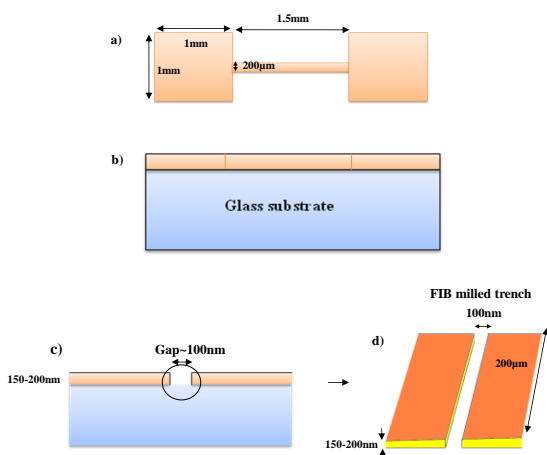 a)
1.5mm
1mm
1mm
200µm
b)
Glass substrate
c)
Gap~100nm
150-200nm
FIB milled trench
100nm
d)
200µm
150-200nm